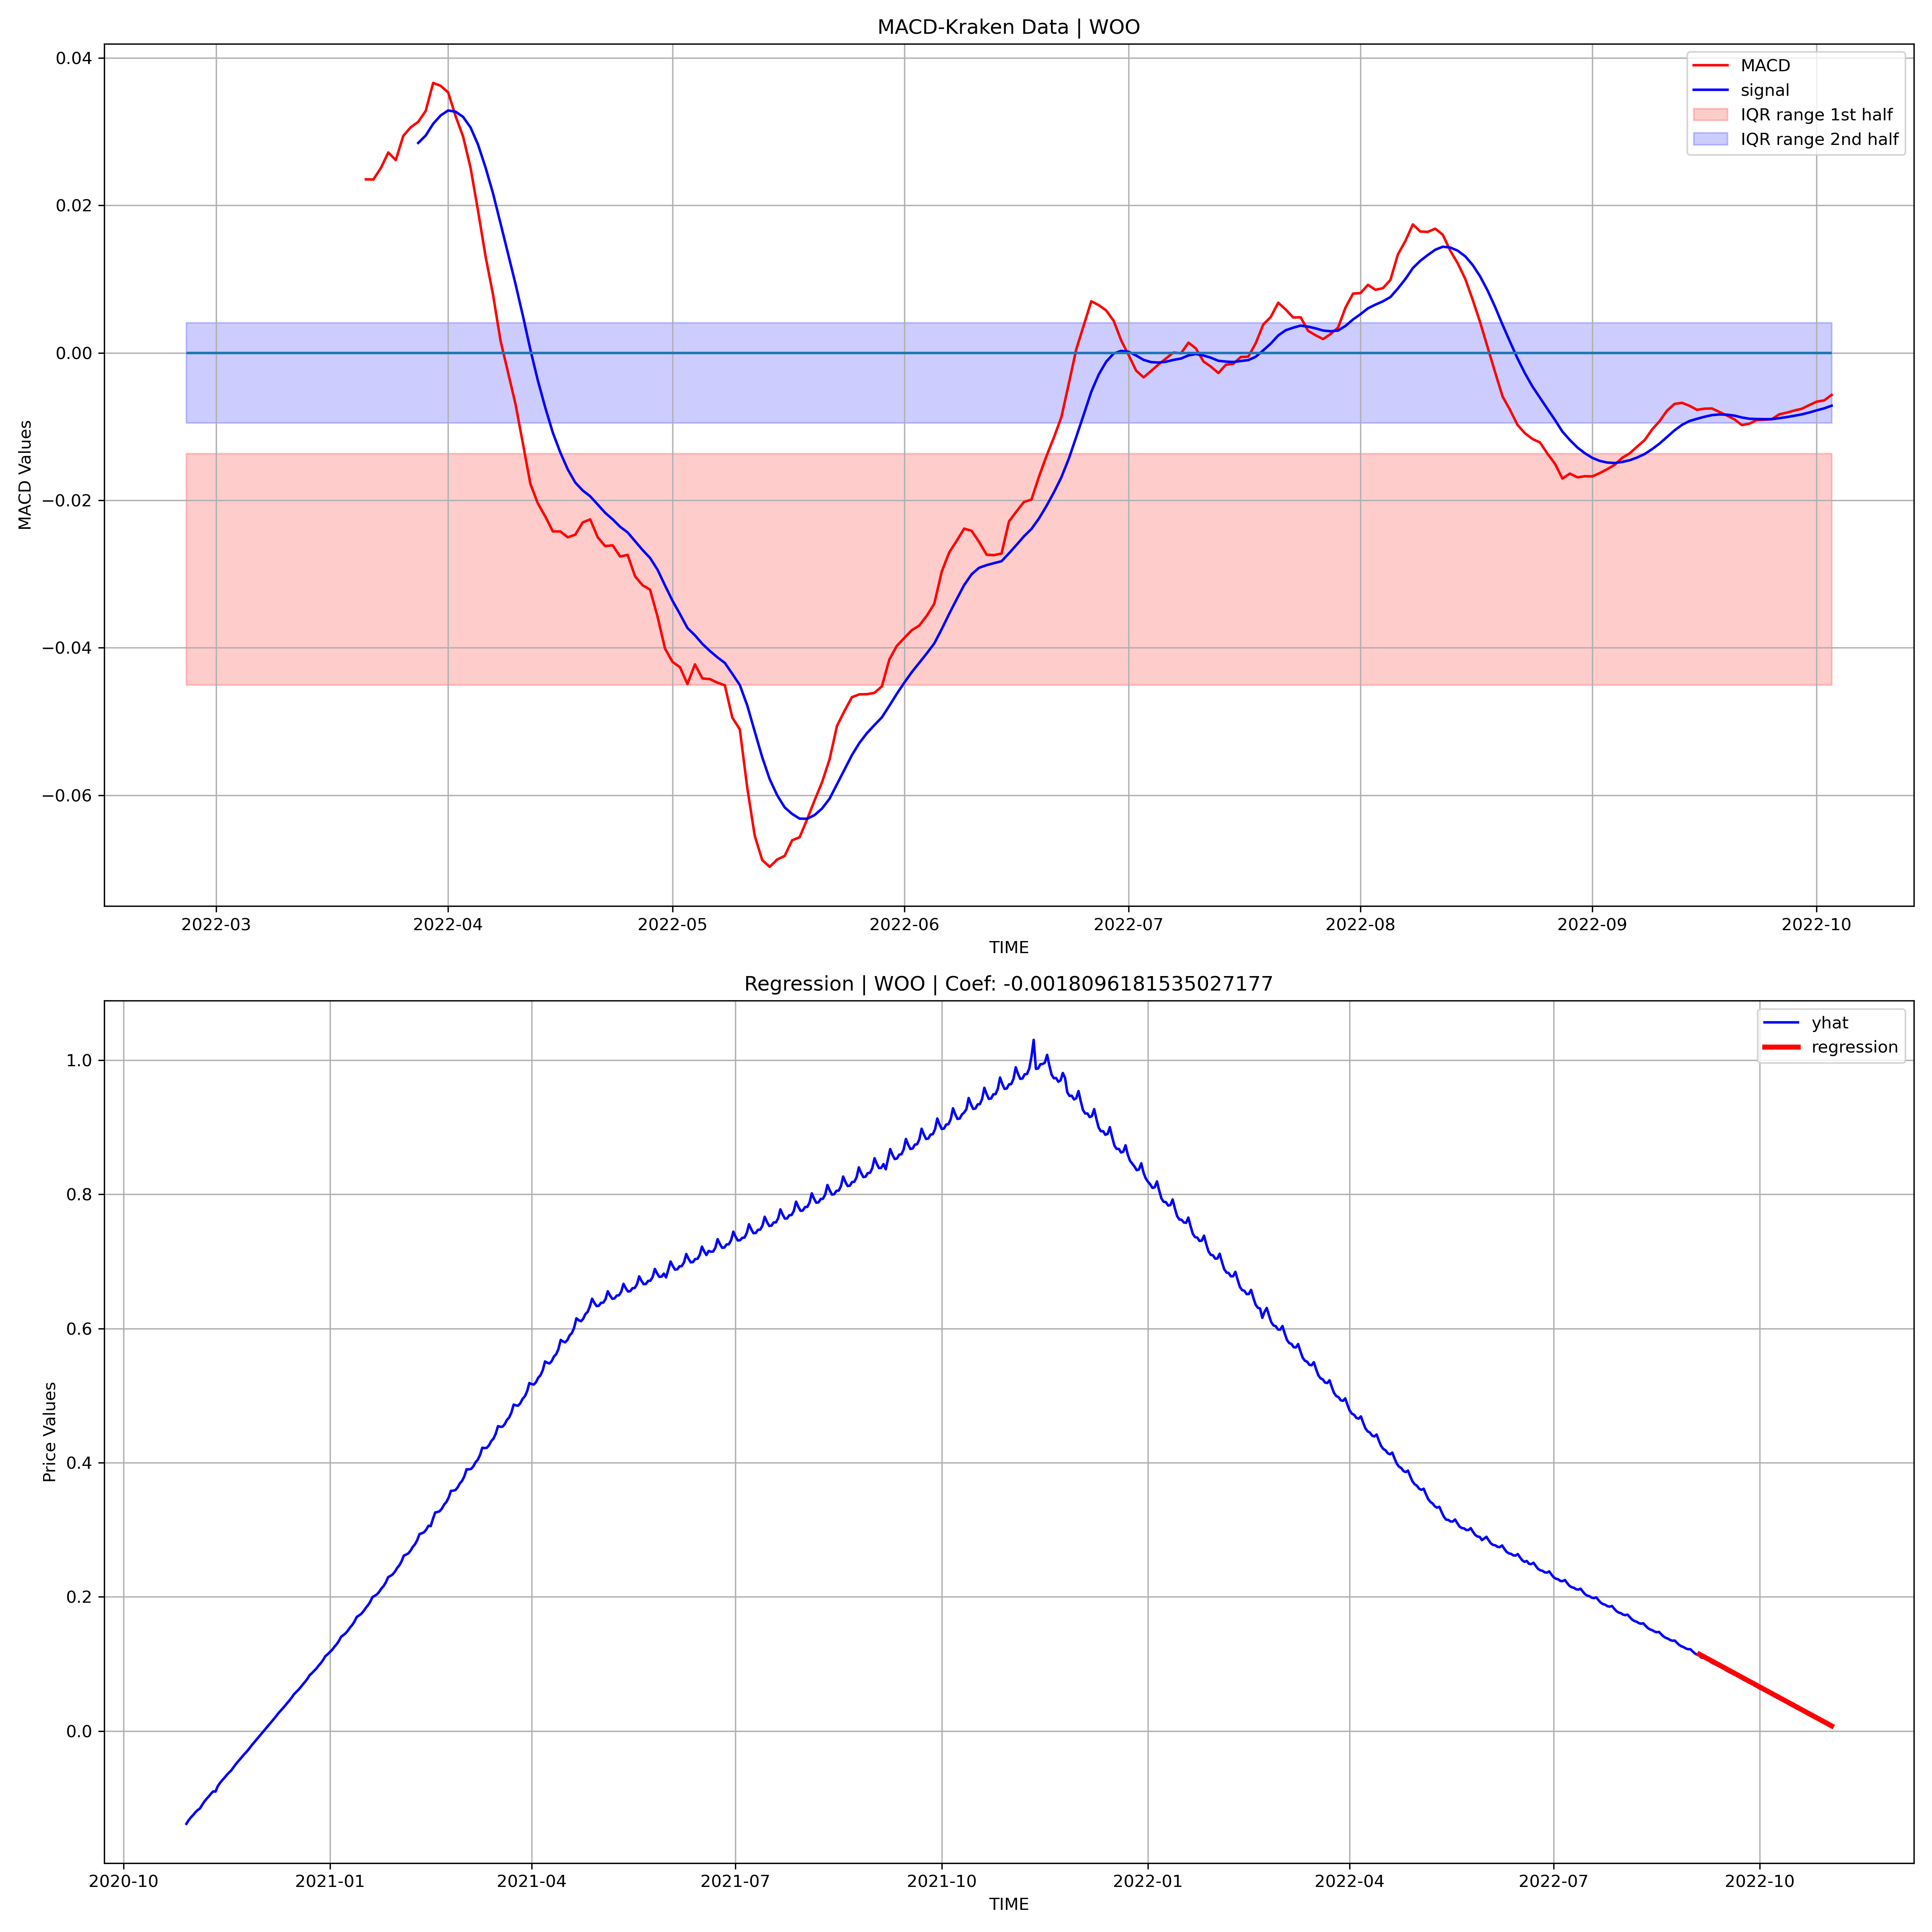 MACD-Kraken Data | WOO
MACD
signal
IQR range 1st half
IQR range 2nd half
0.04
0.02
0.00
−0.02
−0.04
−0.06
MACD Values
2022-03 2022-04 2022-05 2022-06 2022-07 2022-08 2022-09 2022-10
TIME
Regression | WOO | Coef: -0.0018096181535027177
yhat
regression
1.0
0.8
0.6
0.4
0.2
0.0
Price Values
2020-10 2021-01 2021-04 2021-07 2021-10 2022-01 2022-04 2022-07 2022-10
TIME